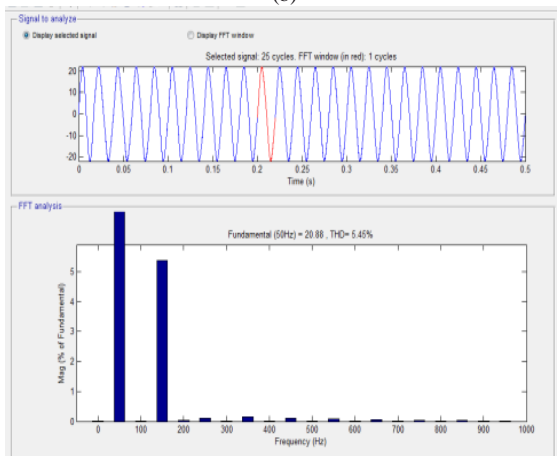 Signal to analyze
Display selected signal
Display FFT window
Selected signal: 25 cycles. FFT window (in red): 1 cycles
20
10
0
-10
-20
0 0.05 0.1 0.15 0.2 0.25 0.3 0.35 0.4 0.45 0.5
Time (s)
FFT analysis
Fundamental (50Hz) = 20.88 , THD= 5.45%
Mag (% of Fundamental)
5
4
3
2
1
0
0 100 200 300 400 500 600 700 800 900 1000
Frequency (Hz)